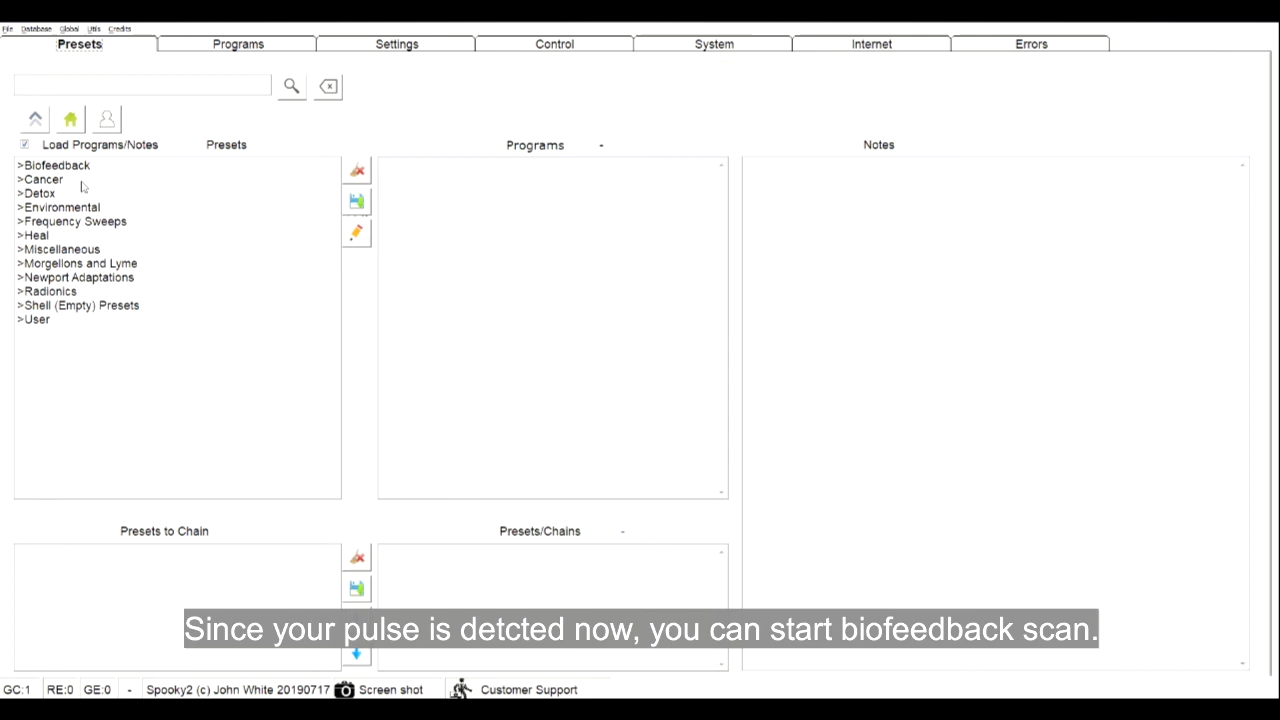 File Database Global Utils Credits
Presets Programs Settings Control System Internet Errors
Load Programs/Notes Presets Programs - Notes
>Biofeedback
>Cancer
>Detox
>Environmental
>Frequency Sweeps
>Heal
>Miscellaneous
>Morgellons and Lyme
>Newport Adaptations
>Radionics
>Shell (Empty) Presets
>User
Presets to Chain Presets/Chains -
Since your pulse is detcted now, you can start biofeedback scan.
GC:1 RE:0 GE:0 - Spooky2 (c) John White 20190717 Screen shot Customer Support